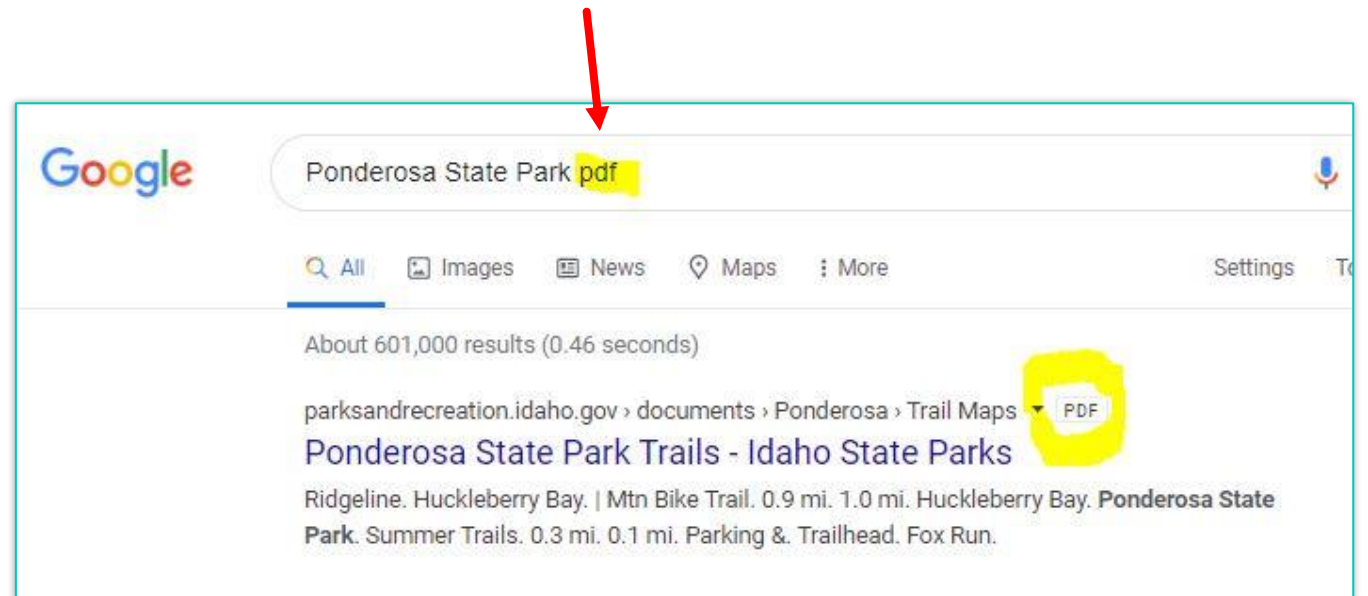 Google
Ponderosa State Park pdf
All Images News Maps More Settings
About 601,000 results (0.46 seconds)
parksandrecreation.idaho.gov › documents › Ponderosa › Trail Maps PDF
Ponderosa State Park Trails - Idaho State Parks
Ridgeline. Huckleberry Bay. | Mtn Bike Trail. 0.9 mi. 1.0 mi. Huckleberry Bay. Ponderosa State
Park. Summer Trails. 0.3 mi. 0.1 mi. Parking &. Trailhead. Fox Run.